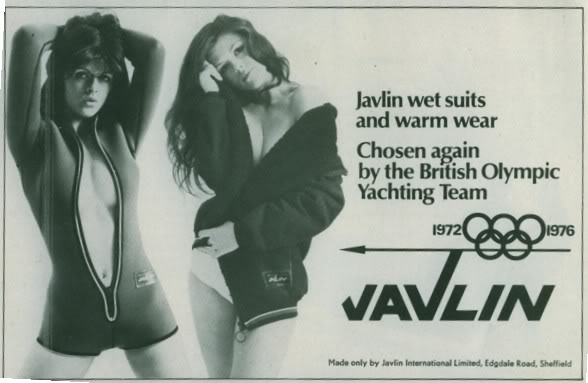 Javlin wet suits
and warm wear
Chosen again
by the British Olympic
Yachting Team
1972 1976
JAVLIN
Made only by Javlin International Limited, Edgdale Road, Sheffield